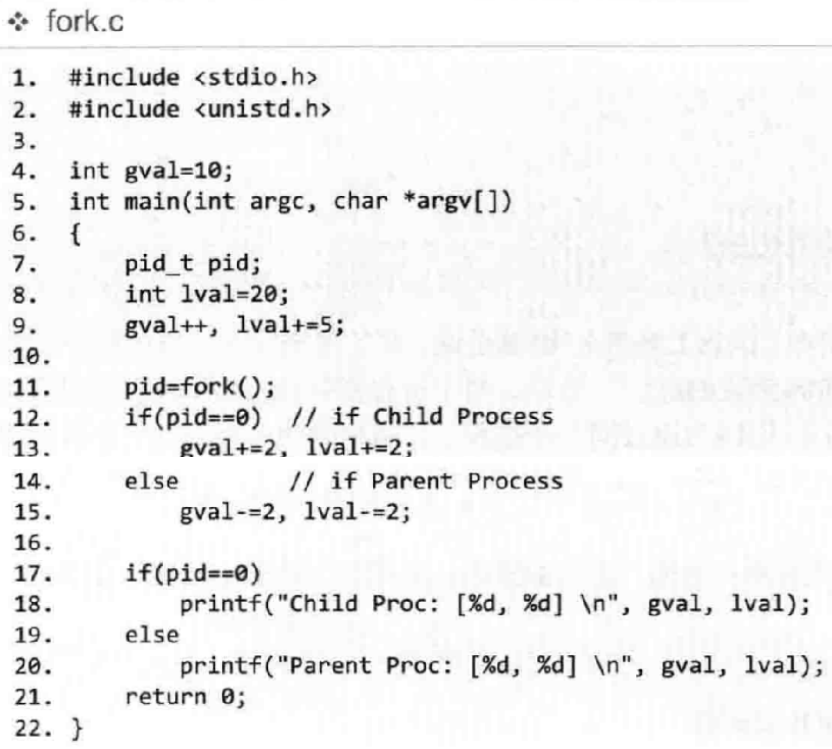 ❖ fork.c
1. #include <stdio.h>
2. #include <unistd.h>
3.
4. int gval=10;
5. int main(int argc, char *argv[])
6. {
7.     pid_t pid;
8.     int lval=20;
9.     gval++, lval+=5;
10.
11.     pid=fork();
12.     if(pid==0)  // if Child Process
13.         gval+=2, lval+=2;
14.     else        // if Parent Process
15.         gval-=2, lval-=2;
16.
17.     if(pid==0)
18.         printf("Child Proc: [%d, %d] \n", gval, lval);
19.     else
20.         printf("Parent Proc: [%d, %d] \n", gval, lval);
21.     return 0;
22. }